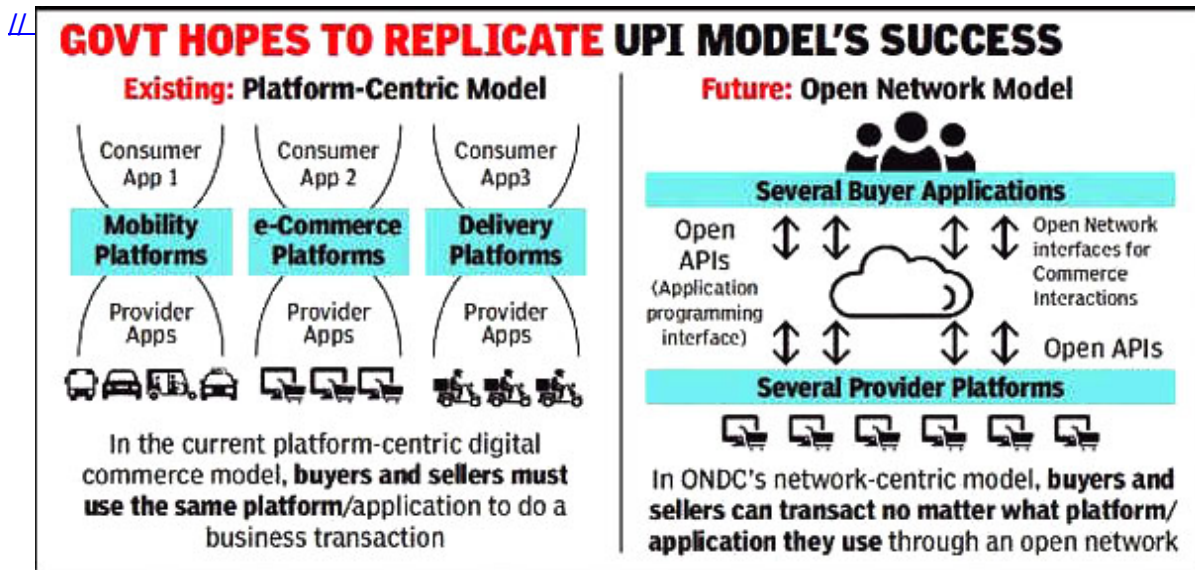 //
GOVT HOPES TO REPLICATE UPI MODEL'S SUCCESS
Existing: Platform-Centric Model
Consumer
App 1
Consumer
App 2
Consumer
App3
Mobility
Platforms
e-Commerce
Platforms
Delivery
Platforms
Provider
Apps
Provider
Apps
Provider
Apps
In the current platform-centric digital
commerce model, buyers and sellers must
use the same platform/application to do a
business transaction
Future: Open Network Model
Several Buyer Applications
Open
APIs
(Application
programming
interface)
Open Network
interfaces for
Commerce
Interactions
Open APIs
Several Provider Platforms
In ONDC's network-centric model, buyers and
sellers can transact no matter what platform/
application they use through an open network